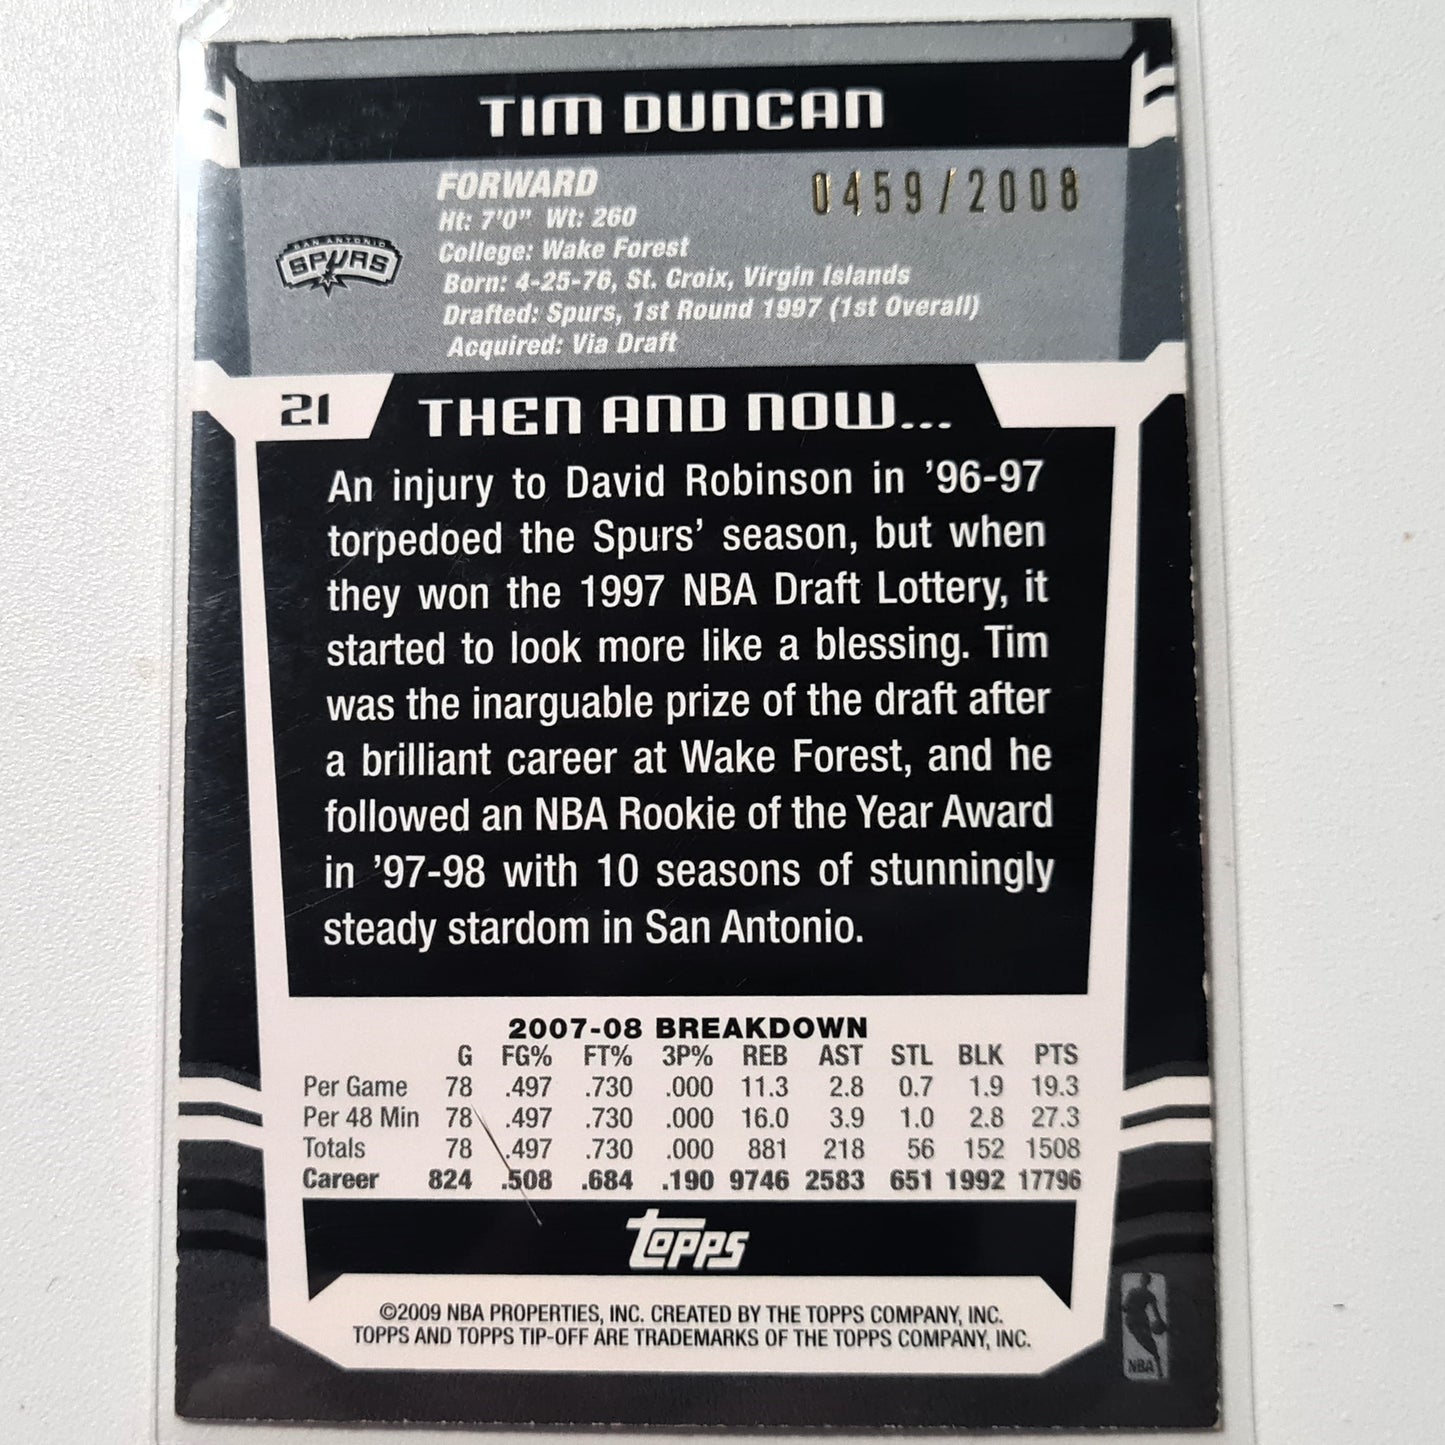 TIM DUNCAN
FORWARD
0459/2008
Ht: 7'0" Wt: 260
College: Wake Forest
Born: 4-25-76, St. Croix, Virgin Islands
Drafted: Spurs, 1st Round 1997 (1st Overall)
Acquired: Via Draft
SAN ANTONIO
SPURS
21
THEN AND NOW...
An injury to David Robinson in ’96-97
torpedoed the Spurs’ season, but when
they won the 1997 NBA Draft Lottery, it
started to look more like a blessing. Tim
was the inarguable prize of the draft after
a brilliant career at Wake Forest, and he
followed an NBA Rookie of the Year Award
in ’97-98 with 10 seasons of stunningly
steady stardom in San Antonio.
2007-08 BREAKDOWN
G FG% FT% 3P% REB AST STL BLK PTS
Per Game 78 .497 .730 .000 11.3 2.8 0.7 1.9 19.3
Per 48 Min 78 .497 .730 .000 16.0 3.9 1.0 2.8 27.3
Totals 78 .497 .730 .000 881 218 56 152 1508
Career 824 .508 .684 .190 9746 2583 651 1992 17796
Topps
©2009 NBA PROPERTIES, INC. CREATED BY THE TOPPS COMPANY, INC.
TOPPS AND TOPPS TIP-OFF ARE TRADEMARKS OF THE TOPPS COMPANY, INC.
NBA